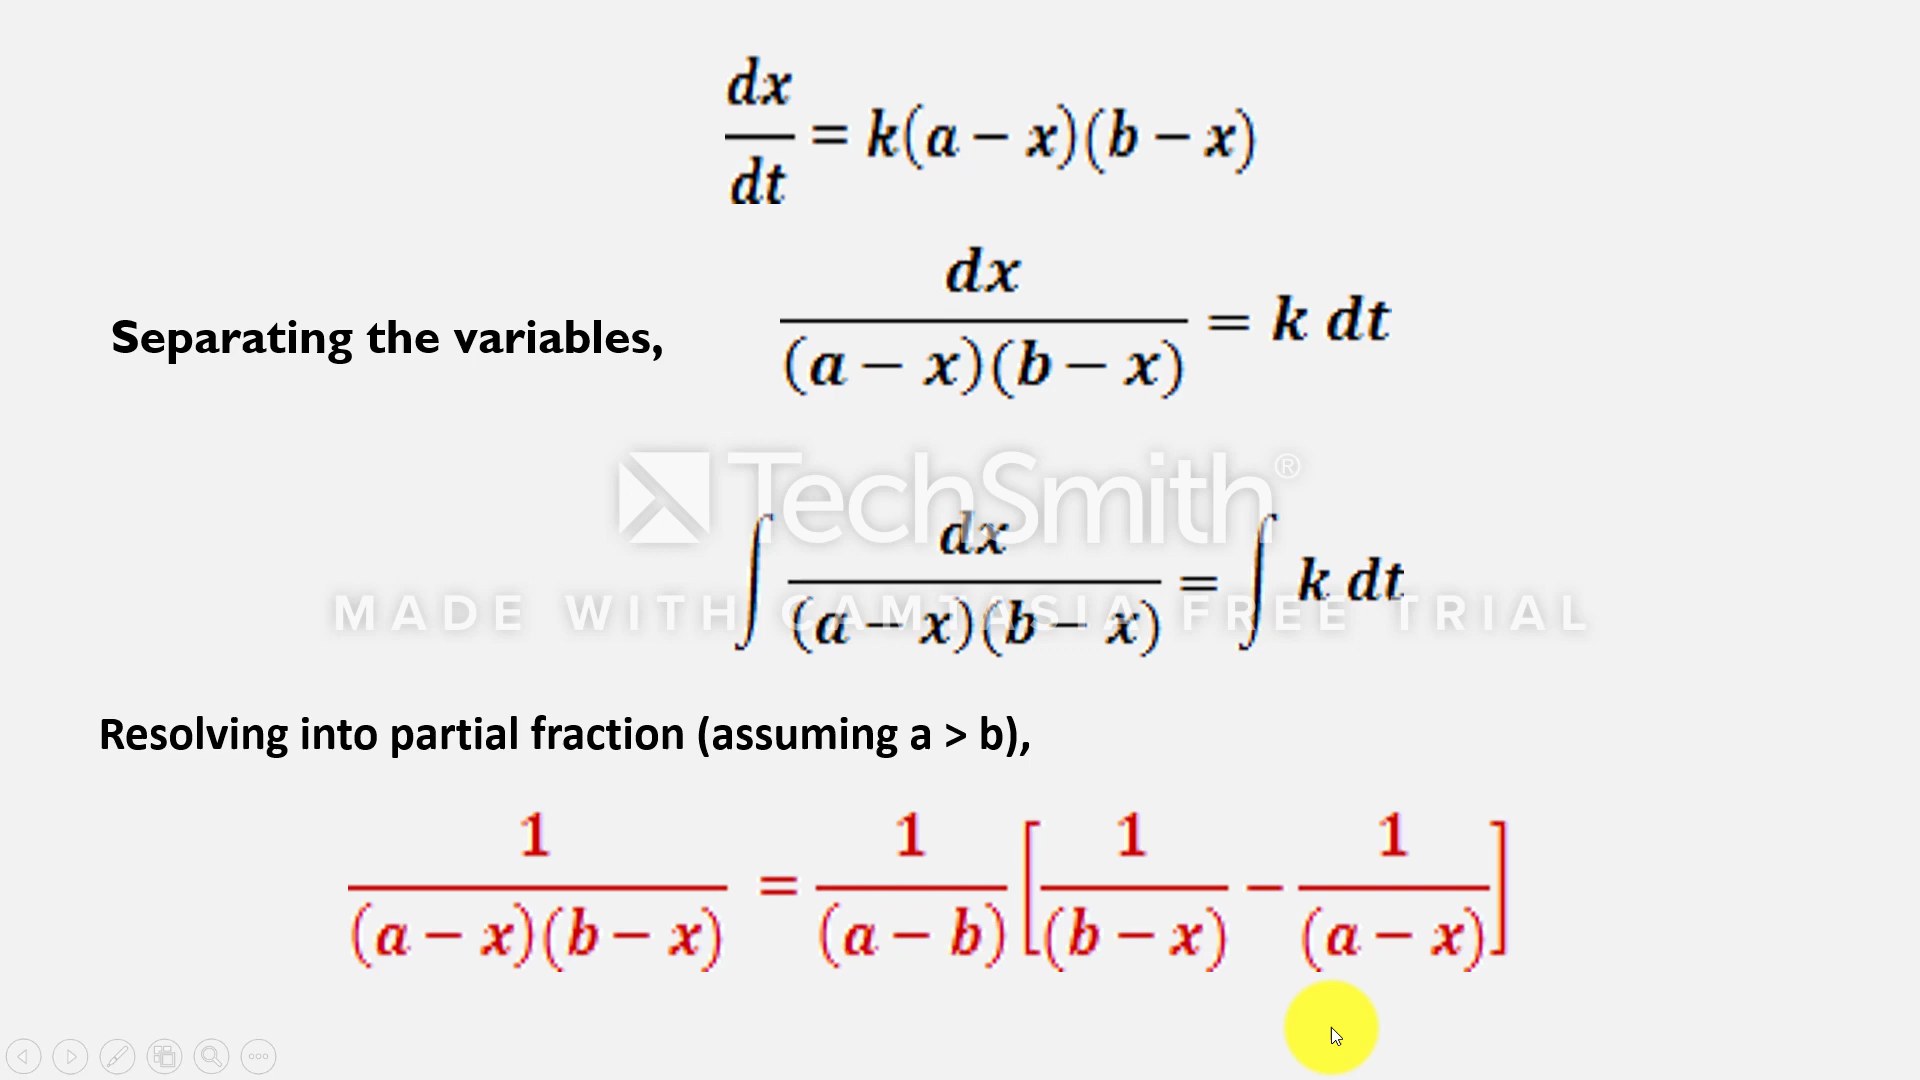 dx/dt = k(a − x)(b − x)
Separating the variables,
dx/((a − x)(b − x)) = k dt
TechSmith®
∫ dx/((a − x)(b − x)) = ∫ k dt
MADE WITH CAMTASIA FREE TRIAL
Resolving into partial fraction (assuming a > b),
1/((a − x)(b − x)) = 1/(a − b) [1/(b − x) − 1/(a − x)]